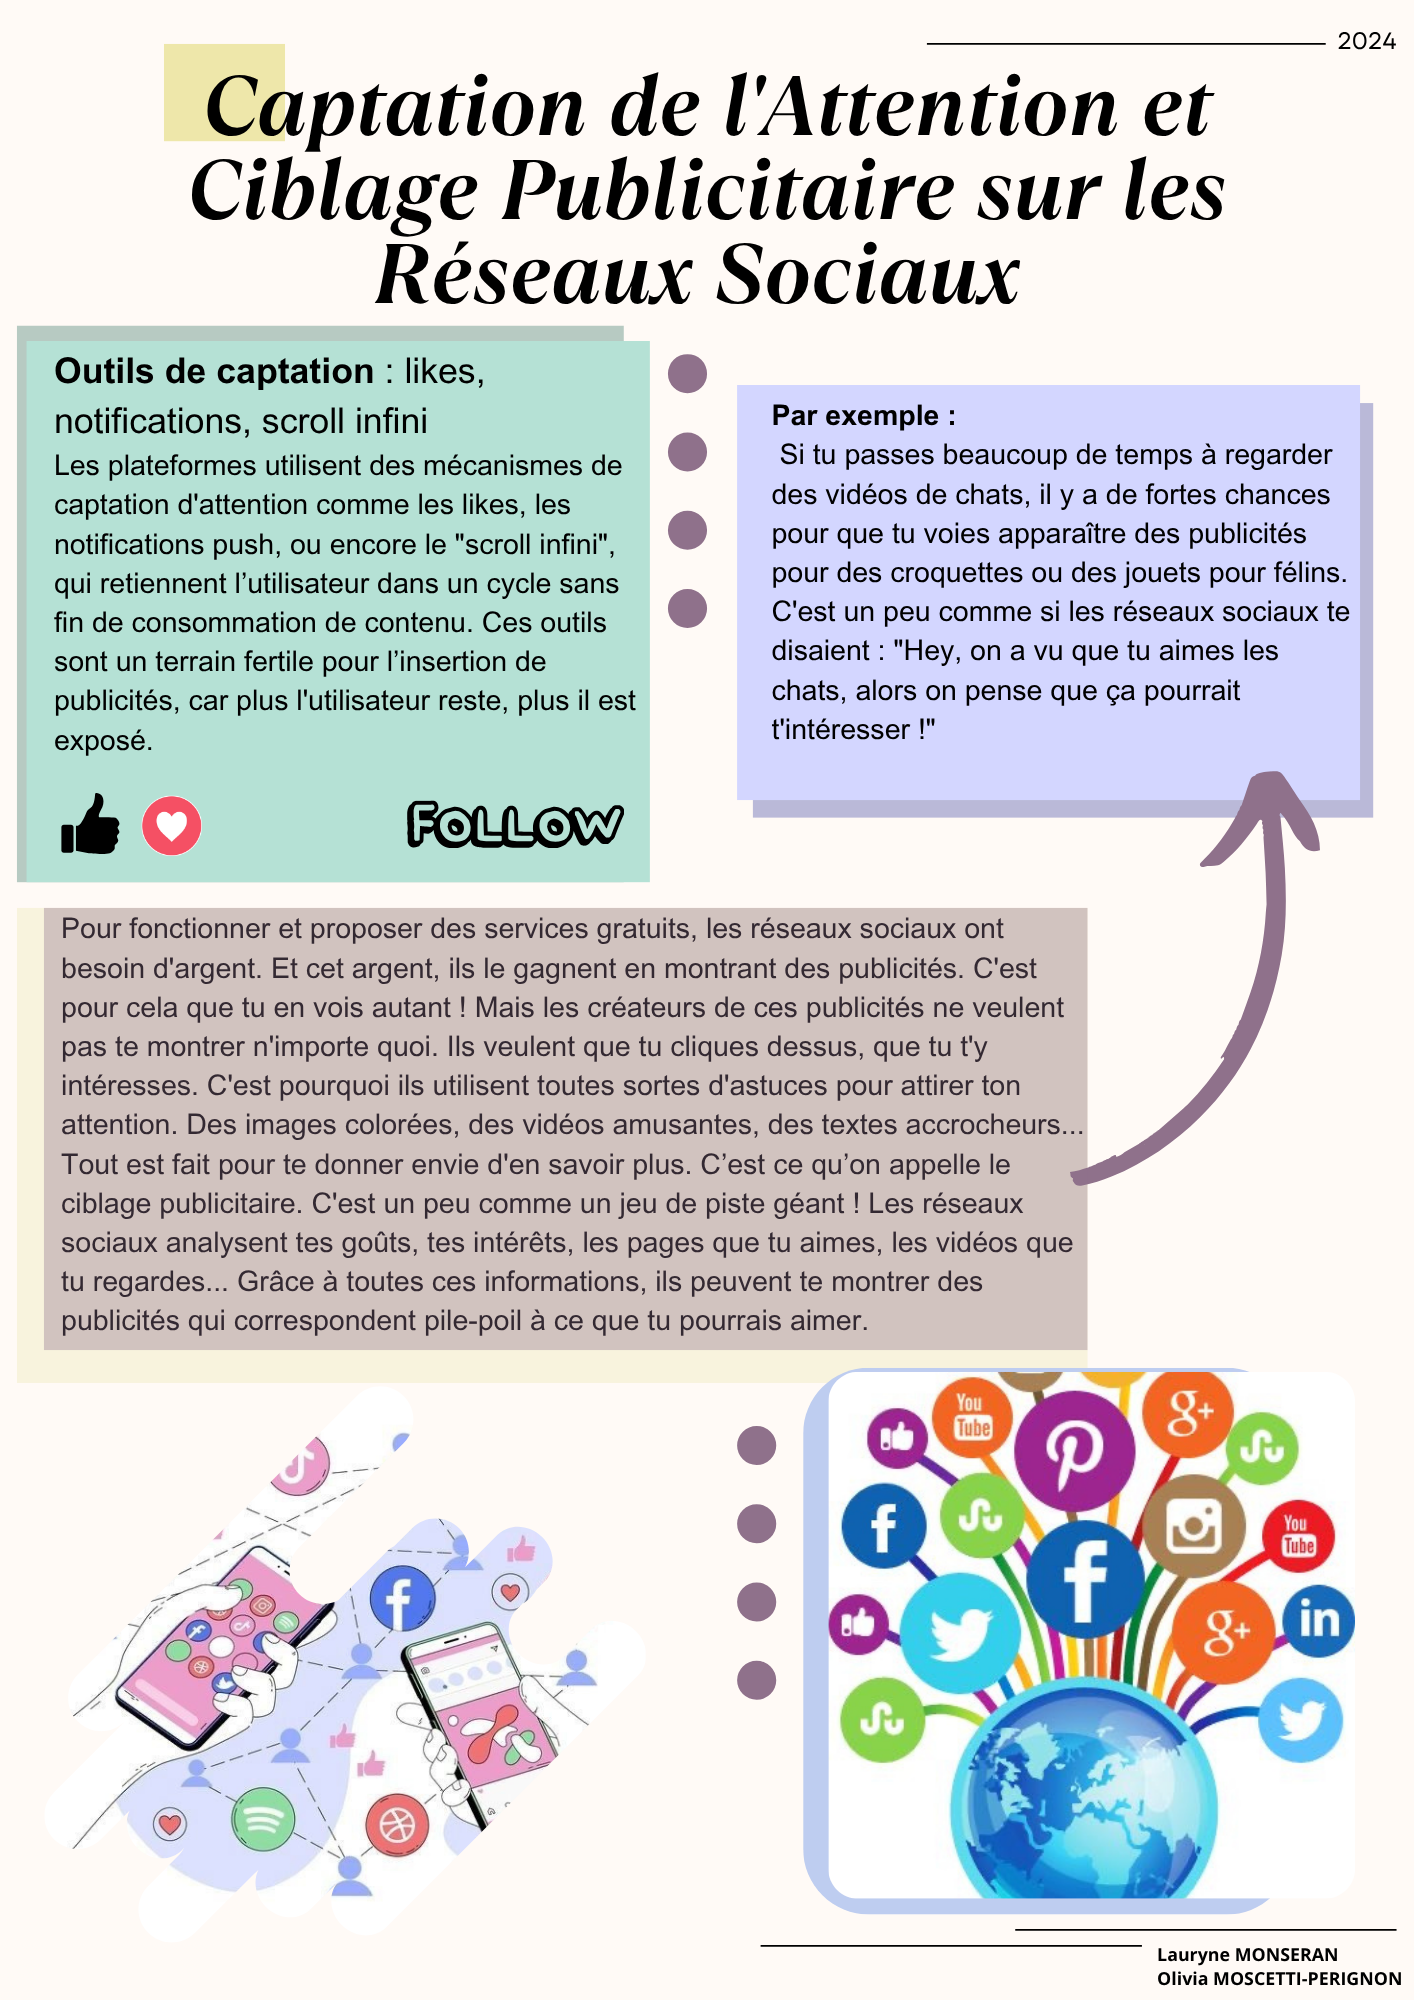 2024
Captation de l'Attention et
Ciblage Publicitaire sur les
Réseaux Sociaux
Outils de captation : likes,
notifications, scroll infini
Les plateformes utilisent des mécanismes de
captation d'attention comme les likes, les
notifications push, ou encore le "scroll infini",
qui retiennent l’utilisateur dans un cycle sans
fin de consommation de contenu. Ces outils
sont un terrain fertile pour l’insertion de
publicités, car plus l'utilisateur reste, plus il est
exposé.
FOLLOW
Par exemple :
Si tu passes beaucoup de temps à regarder
des vidéos de chats, il y a de fortes chances
pour que tu voies apparaître des publicités
pour des croquettes ou des jouets pour félins.
C'est un peu comme si les réseaux sociaux te
disaient : "Hey, on a vu que tu aimes les
chats, alors on pense que ça pourrait
t'intéresser !"
Pour fonctionner et proposer des services gratuits, les réseaux sociaux ont
besoin d'argent. Et cet argent, ils le gagnent en montrant des publicités. C'est
pour cela que tu en vois autant ! Mais les créateurs de ces publicités ne veulent
pas te montrer n'importe quoi. Ils veulent que tu cliques dessus, que tu t'y
intéresses. C'est pourquoi ils utilisent toutes sortes d'astuces pour attirer ton
attention. Des images colorées, des vidéos amusantes, des textes accrocheurs...
Tout est fait pour te donner envie d'en savoir plus. C’est ce qu’on appelle le
ciblage publicitaire. C'est un peu comme un jeu de piste géant ! Les réseaux
sociaux analysent tes goûts, tes intérêts, les pages que tu aimes, les vidéos que
tu regardes... Grâce à toutes ces informations, ils peuvent te montrer des
publicités qui correspondent pile-poil à ce que tu pourrais aimer.
You
Tube
g+
You
Tube
g+
in
Lauryne MONSERAN
Olivia MOSCETTI-PERIGNON